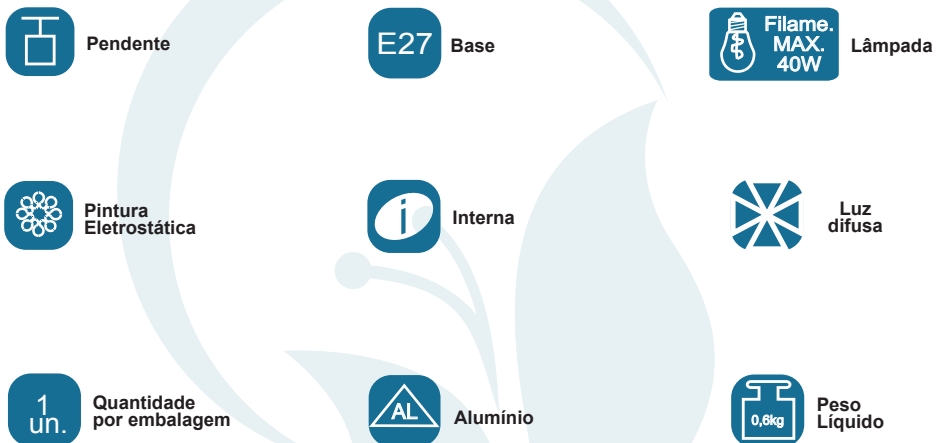 Pendente
E27
Base
Filame.
MAX.
40W
Lâmpada
Pintura
Eletrostática
i
Interna
Luz
difusa
1
un.
Quantidade
por embalagem
AL
Alumínio
0,6kg
Peso
Líquido